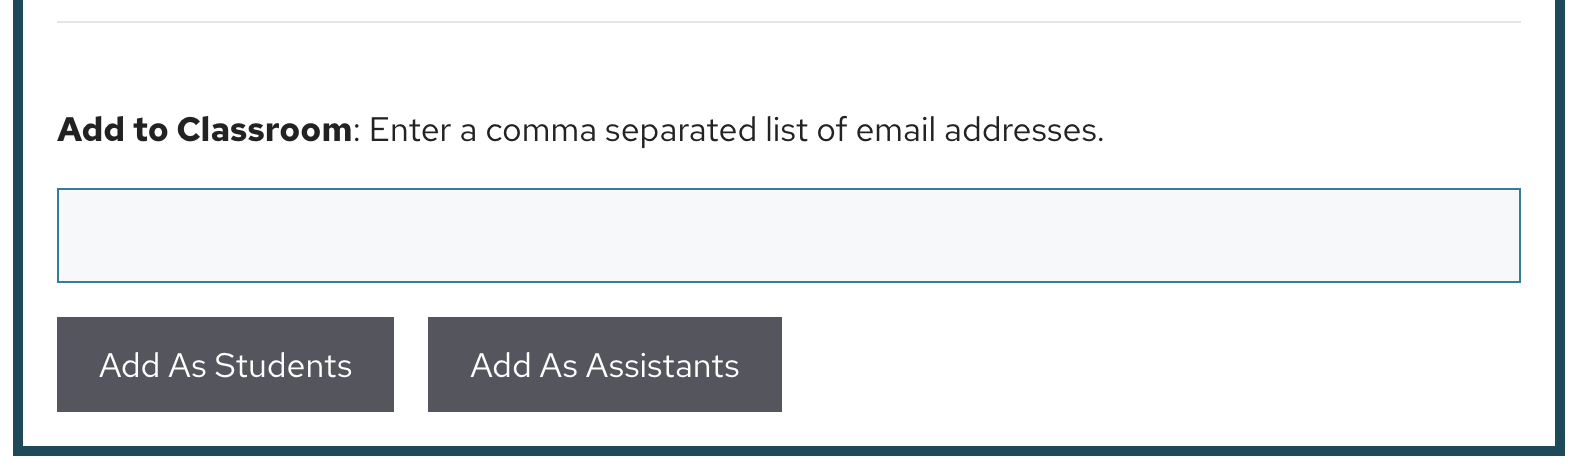 Add to Classroom: Enter a comma separated list of email addresses.
Add As Students
Add As Assistants